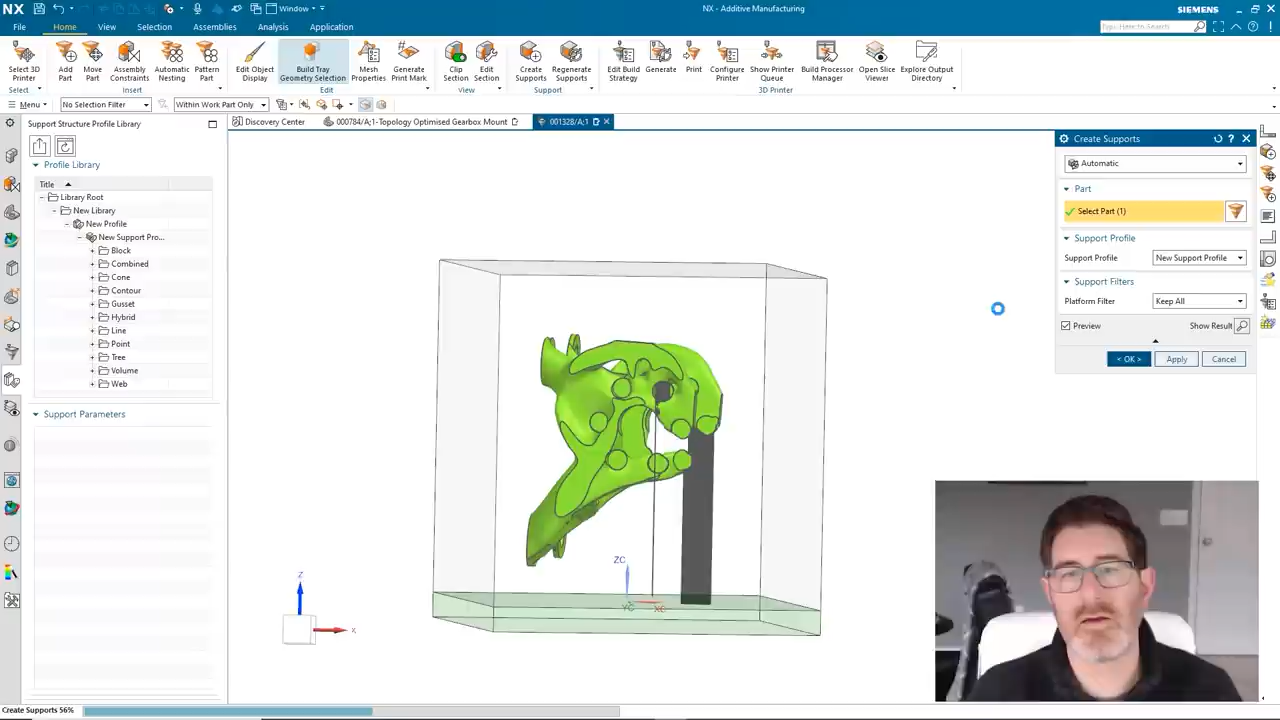 NX
Window
NX - Additive Manufacturing
SIEMENS
File
Home
View
Selection
Assemblies
Analysis
Application
Type Here to Search
Select 3D Printer
Add Part
Move Part
Assembly Constraints
Automatic Nesting
Pattern Part
Edit Object Display
Build Tray Geometry Selection
Mesh Properties
Generate Print Mark
Clip Section
Edit Section
Create Supports
Regenerate Supports
Edit Build Strategy
Generate
Print
Configure Printer
Show Printer Queue
Build Processor Manager
Open Slice Viewer
Explore Output Directory
Select
Insert
Edit
View
Support
3D Printer
Menu
No Selection Filter
Within Work Part Only
Support Structure Profile Library
Discovery Center
000784/A;1-Topology Optimised Gearbox Mount
001328/A;1
Profile Library
Title
Library Root
New Library
New Profile
New Support Pro...
Block
Combined
Cone
Contour
Gusset
Hybrid
Line
Point
Tree
Volume
Web
Support Parameters
Create Supports
Automatic
Part
Select Part (1)
Support Profile
Support Profile
New Support Profile
Support Filters
Platform Filter
Keep All
Preview
Show Result
< OK >
Apply
Cancel
ZC
YC
XC
Z
X
Create Supports 56%